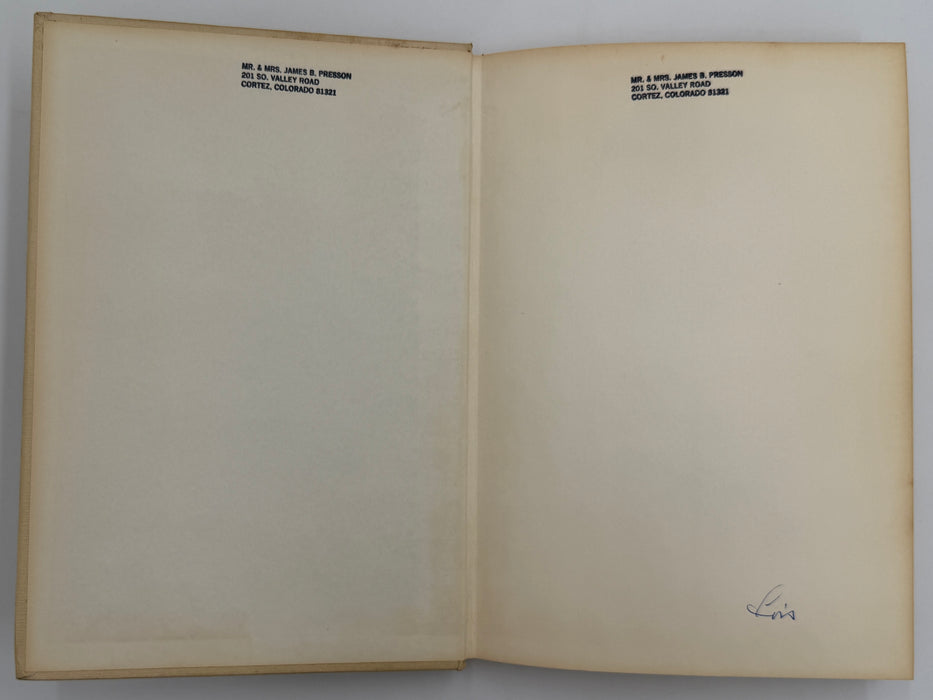 MR. & MRS. JAMES B. PRESSON
201 SO. VALLEY ROAD
CORTEZ, COLORADO 81321
MR. & MRS. JAMES B. PRESSON
201 SO. VALLEY ROAD
CORTEZ, COLORADO 81321
Lois